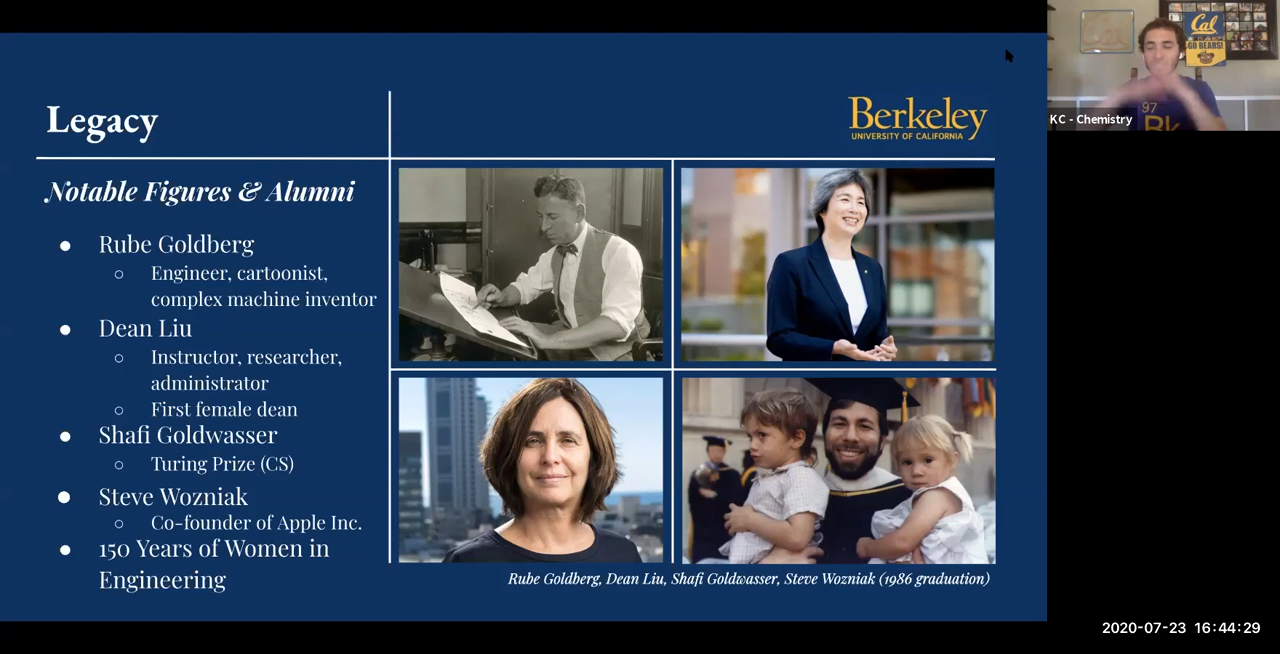 Legacy
Berkeley
UNIVERSITY OF CALIFORNIA
Notable Figures & Alumni
● Rube Goldberg
○ Engineer, cartoonist,
complex machine inventor
● Dean Liu
○ Instructor, researcher,
administrator
○ First female dean
● Shafi Goldwasser
○ Turing Prize (CS)
● Steve Wozniak
○ Co-founder of Apple Inc.
● 150 Years of Women in
Engineering
Rube Goldberg, Dean Liu, Shafi Goldwasser, Steve Wozniak (1986 graduation)
Cal
GO BEARS!
97
KC - Chemistry
2020-07-23 16:44:29